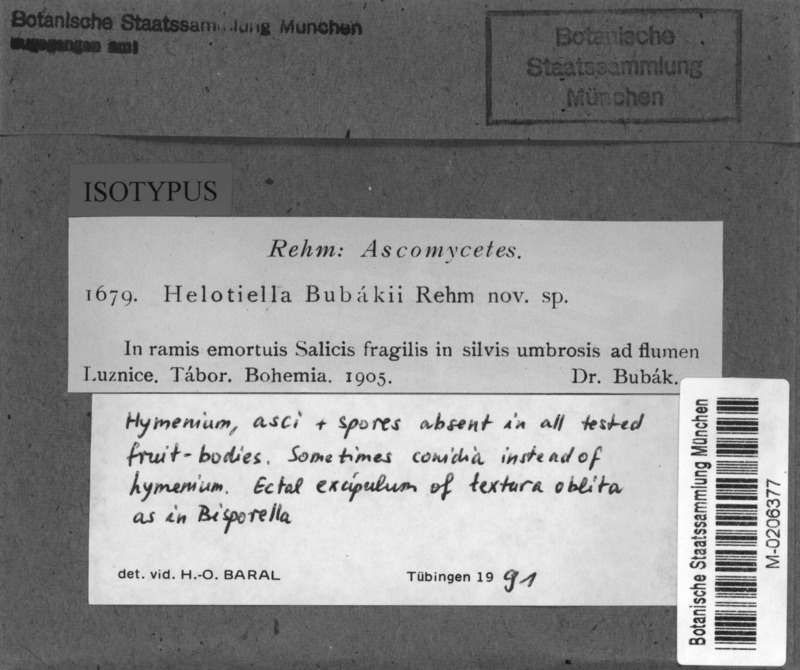 Botanische Staatssammlung München
zugegangen am:
Botanische
Staatssammlung
München
ISOTYPUS
Rehm: Ascomycetes.
1679. Helotiella Bubákii Rehm nov. sp.
In ramis emortuis Salicis fragilis in silvis umbrosis ad flumen
Luznice. Tábor. Bohemia. 1905. Dr. Bubák.
Hymenium, asci + spores absent in all tested
fruit-bodies. Sometimes conidia instead of
hymenium. Ectal excipulum of textura oblita
as in Bisporella
det. vid. H.-O. BARAL Tübingen 1991
Botanische Staatssammlung München
M-0206377